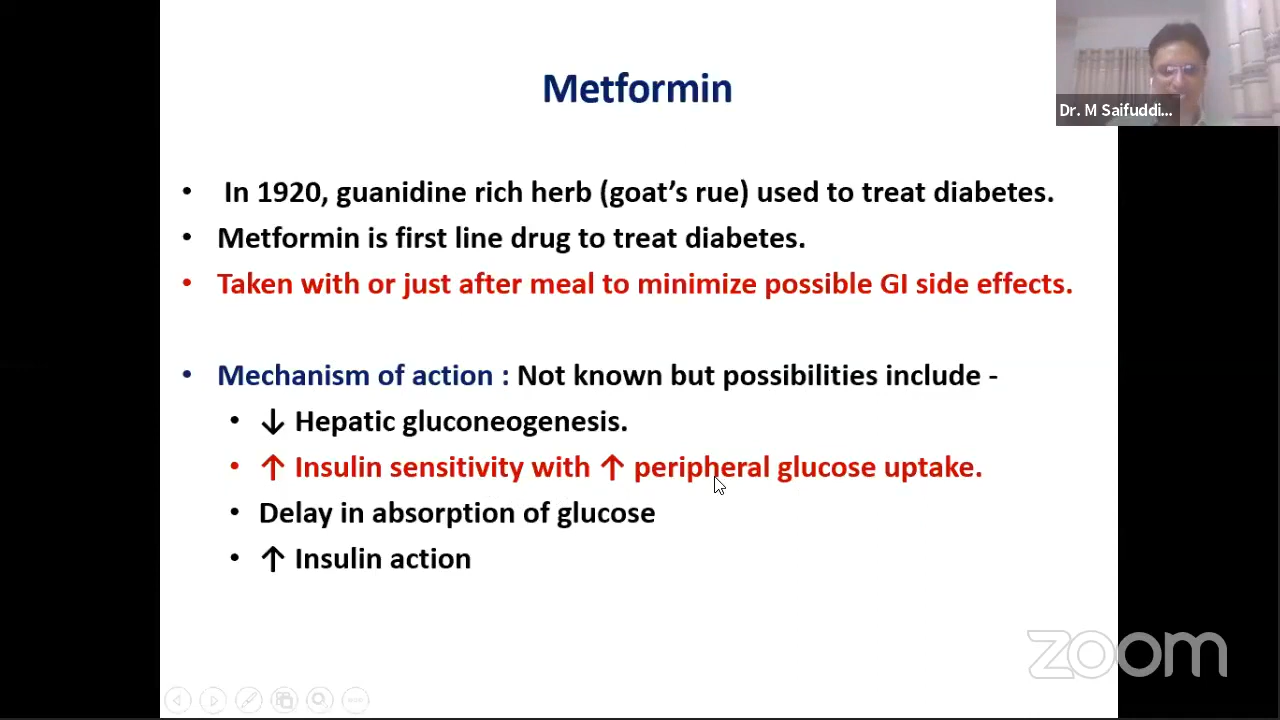 Metformin
Dr. M Saifuddi...
• In 1920, guanidine rich herb (goat’s rue) used to treat diabetes.
• Metformin is first line drug to treat diabetes.
• Taken with or just after meal to minimize possible GI side effects.
• Mechanism of action : Not known but possibilities include -
• ↓ Hepatic gluconeogenesis.
• ↑ Insulin sensitivity with ↑ peripheral glucose uptake.
• Delay in absorption of glucose
• ↑ Insulin action
zoom